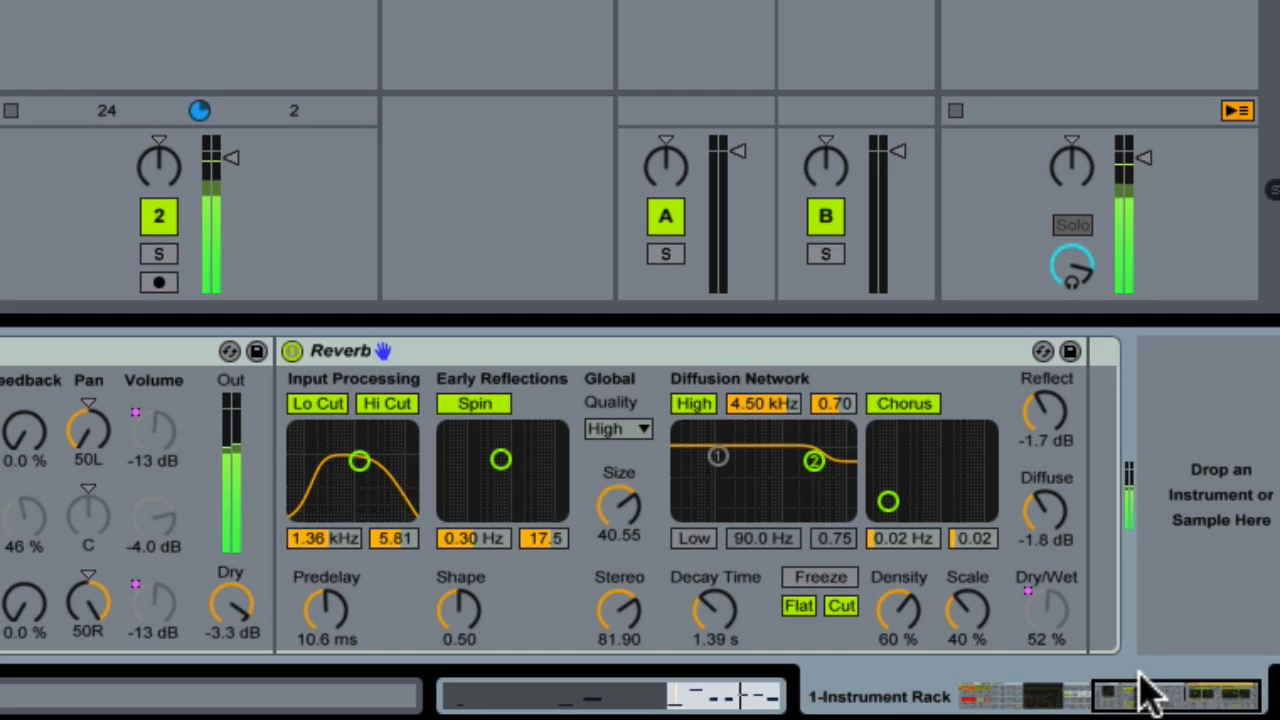 24 2
2 A B
S S S Solo
Reverb
eedback Pan Volume Out Input Processing Early Reflections Global Diffusion Network Reflect
Lo Cut Hi Cut Spin Quality High 4.50 kHz 0.70 Chorus
High
0.0 % 50L -13 dB 1 2 -1.7 dB
Size Diffuse
Drop an
Instrument or
Sample Here
46 % C -4.0 dB 1.36 kHz 5.81 0.30 Hz 17.5 40.55 Low 90.0 Hz 0.75 0.02 Hz 0.02 -1.8 dB
Dry Predelay Shape Stereo Decay Time Freeze Density Scale Dry/Wet
Flat Cut
0.0 % 50R -13 dB -3.3 dB 10.6 ms 0.50 81.90 1.39 s 60 % 40 % 52 %
1-Instrument Rack